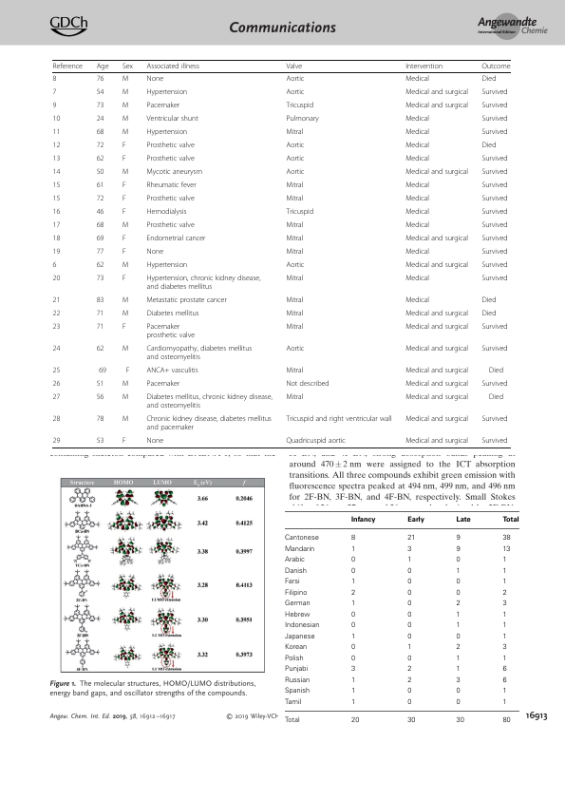 GDCh
Communications
Angewandte
International Edition Chemie
Reference Age Sex Associated illness Valve Intervention Outcome
8 76 M None Aortic Medical Died
7 54 M Hypertension Aortic Medical and surgical Survived
9 73 M Pacemaker Tricuspid Medical and surgical Survived
10 24 M Ventricular shunt Pulmonary Medical Survived
11 68 M Hypertension Mitral Medical Survived
12 72 F Prosthetic valve Aortic Medical Died
13 62 F Prosthetic valve Aortic Medical Survived
14 50 M Mycotic aneurysm Aortic Medical and surgical Survived
15 61 F Rheumatic fever Mitral Medical Survived
15 72 F Prosthetic valve Mitral Medical Survived
16 46 F Hemodialysis Tricuspid Medical Survived
17 68 M Prosthetic valve Mitral Medical Survived
18 69 F Endometrial cancer Mitral Medical and surgical Survived
19 77 F None Mitral Medical Survived
6 62 M Hypertension Aortic Medical and surgical Survived
20 73 F Hypertension, chronic kidney disease, Mitral Medical Survived
and diabetes mellitus
21 83 M Metastatic prostate cancer Mitral Medical Died
22 71 M Diabetes mellitus Mitral Medical and surgical Died
23 71 F Pacemaker Mitral Medical and surgical Survived
prosthetic valve
24 62 M Cardiomyopathy, diabetes mellitus Aortic Medical and surgical Survived
and osteomyelitis
25 69 F ANCA+ vasculitis Mitral Medical and surgical Died
26 51 M Pacemaker Not described Medical and surgical Survived
27 56 M Diabetes mellitus, chronic kidney disease, Mitral Medical and surgical Died
and osteomyelitis
28 78 M Chronic kidney disease, diabetes mellitus Tricuspid and right ventricular wall Medical and surgical Survived
and pacemaker
29 53 F None Quadricuspid aortic Medical and surgical Survived
around 470 ± 2 nm were assigned to the ICT absorption
transitions. All three compounds exhibit green emission with
fluorescence spectra peaked at 494 nm, 499 nm, and 496 nm
for 2F-BN, 3F-BN, and 4F-BN, respectively. Small Stokes
Structure HOMO LUMO Eg (eV) f
3.66 0.2046
3.42 0.4125
3.38 0.3997
3.28 0.4113
3.30 0.3951
3.32 0.3973
Figure 1. The molecular structures, HOMO/LUMO distributions,
energy band gaps, and oscillator strengths of the compounds.
Infancy Early Late Total
Cantonese 8 21 9 38
Mandarin 1 3 9 13
Arabic 0 1 0 1
Danish 0 0 1 1
Farsi 1 0 0 1
Filipino 2 0 0 2
German 1 0 2 3
Hebrew 0 0 1 1
Indonesian 0 0 1 1
Japanese 1 0 0 1
Korean 0 1 2 3
Polish 0 0 1 1
Punjabi 3 2 1 6
Russian 1 2 3 6
Spanish 1 0 0 1
Tamil 1 0 0 1
Total 20 30 30 80
Angew. Chem. Int. Ed. 2019, 58, 16912–16917
© 2019 Wiley-VCH
16913